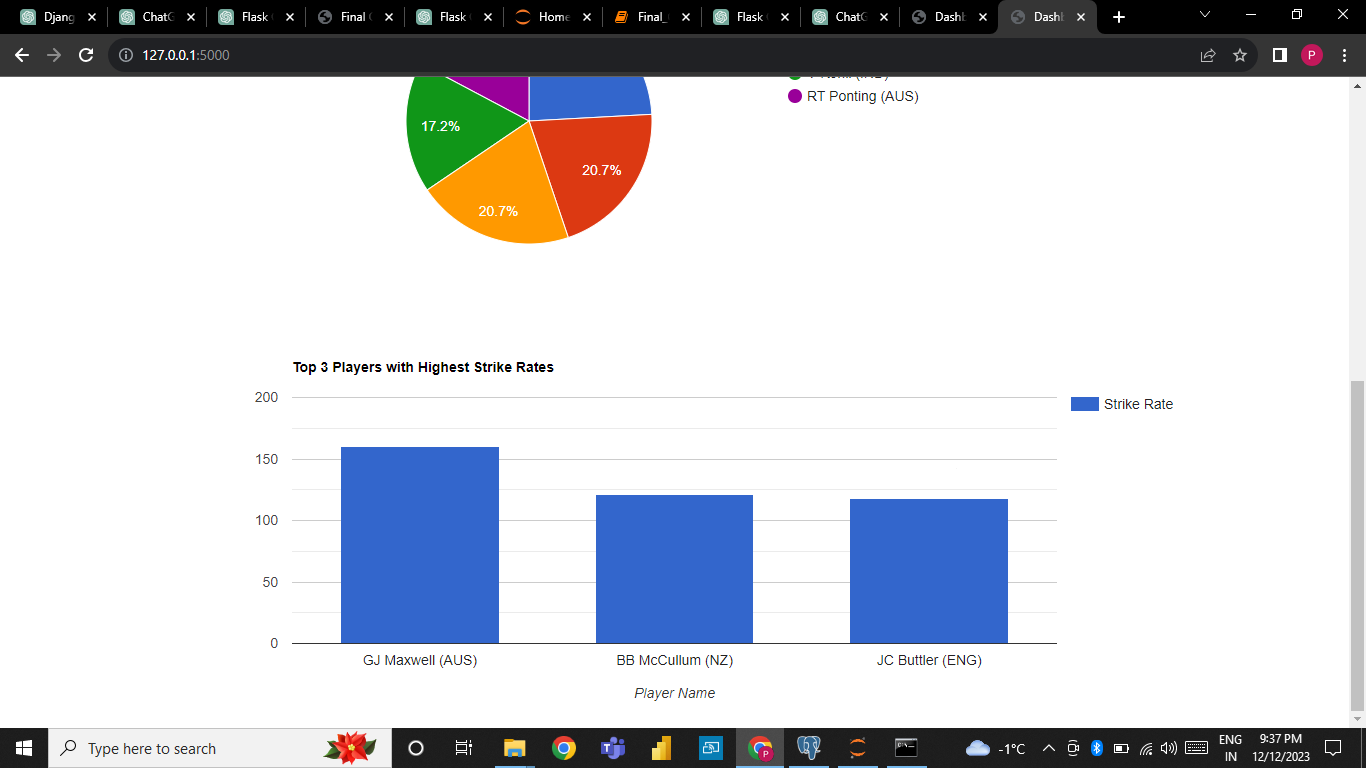 Djang
ChatG
Flask
Final
Flask
Home
Final_
Flask
ChatG
Dashl
Dashl
127.0.0.1:5000
P
RT Ponting (AUS)
17.2%
20.7%
20.7%
Top 3 Players with Highest Strike Rates
200
150
100
50
0
Strike Rate
GJ Maxwell (AUS)
BB McCullum (NZ)
JC Buttler (ENG)
Player Name
Type here to search
P
-1°C
ENG
IN
9:37 PM
12/12/2023